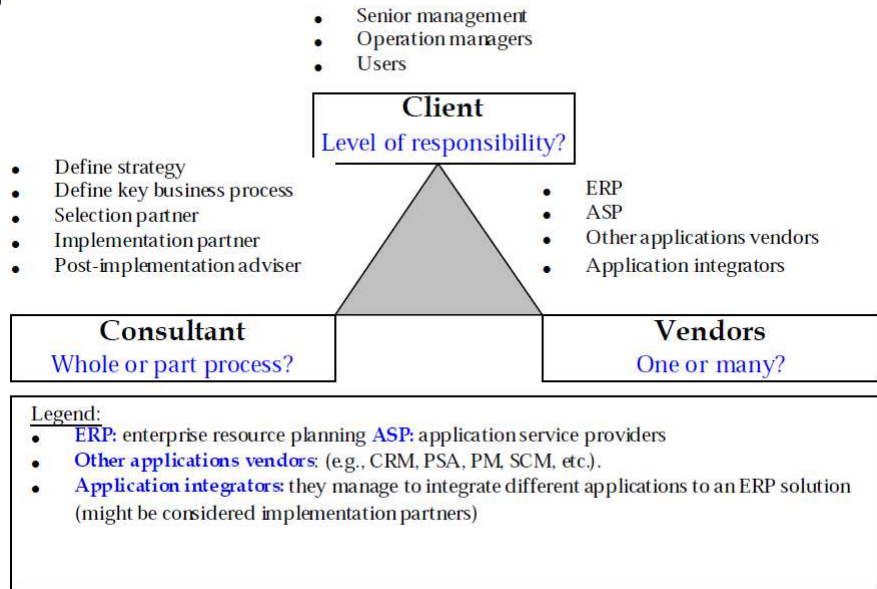 • Senior management
• Operation managers
• Users
Client
Level of responsibility?
• Define strategy
• Define key business process
• Selection partner
• Implementation partner
• Post-implementation adviser
• ERP
• ASP
• Other applications vendors
• Application integrators
Consultant
Whole or part process?
Vendors
One or many?
Legend:
• ERP: enterprise resource planning ASP: application service providers
• Other applications vendors: (e.g., CRM, PSA, PM, SCM, etc.).
• Application integrators: they manage to integrate different applications to an ERP solution
(might be considered implementation partners)